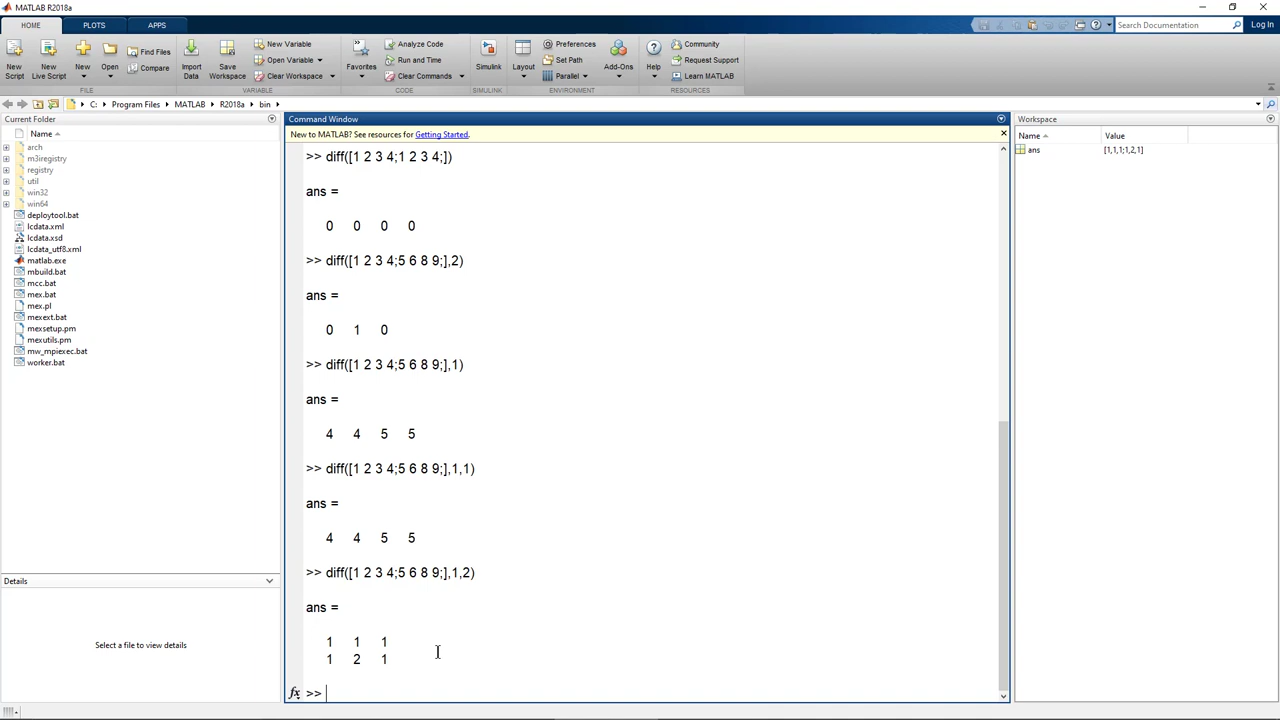 MATLAB R2018a
HOME PLOTS APPS Search Documentation Log In
New Script New Live Script New Open Find Files Compare Import Data Save Workspace New Variable Open Variable Clear Workspace Favorites Analyze Code Run and Time Clear Commands Simulink Layout Preferences Set Path Parallel Add-Ons Help Community Request Support Learn MATLAB
FILE VARIABLE CODE SIMULINK ENVIRONMENT RESOURCES
C: Program Files MATLAB R2018a bin
Current Folder
Name
arch
m3iregistry
registry
util
win32
win64
deploytool.bat
lcdata.xml
lcdata.xsd
lcdata_utf8.xml
matlab.exe
mbuild.bat
mcc.bat
mex.bat
mex.pl
mexext.bat
mexsetup.pm
mexutils.pm
mw_mpiexec.bat
worker.bat
Details
Select a file to view details
Command Window
New to MATLAB? See resources for Getting Started.
>> diff([1 2 3 4;1 2 3 4;])
ans =
0 0 0 0
>> diff([1 2 3 4;5 6 8 9;],2)
ans =
0 1 0
>> diff([1 2 3 4;5 6 8 9;],1)
ans =
4 4 5 5
>> diff([1 2 3 4;5 6 8 9;],1,1)
ans =
4 4 5 5
>> diff([1 2 3 4;5 6 8 9;],1,2)
ans =
1 1 1
1 2 1
fx >>
Workspace
Name Value
ans [1,1,1;1,2,1]